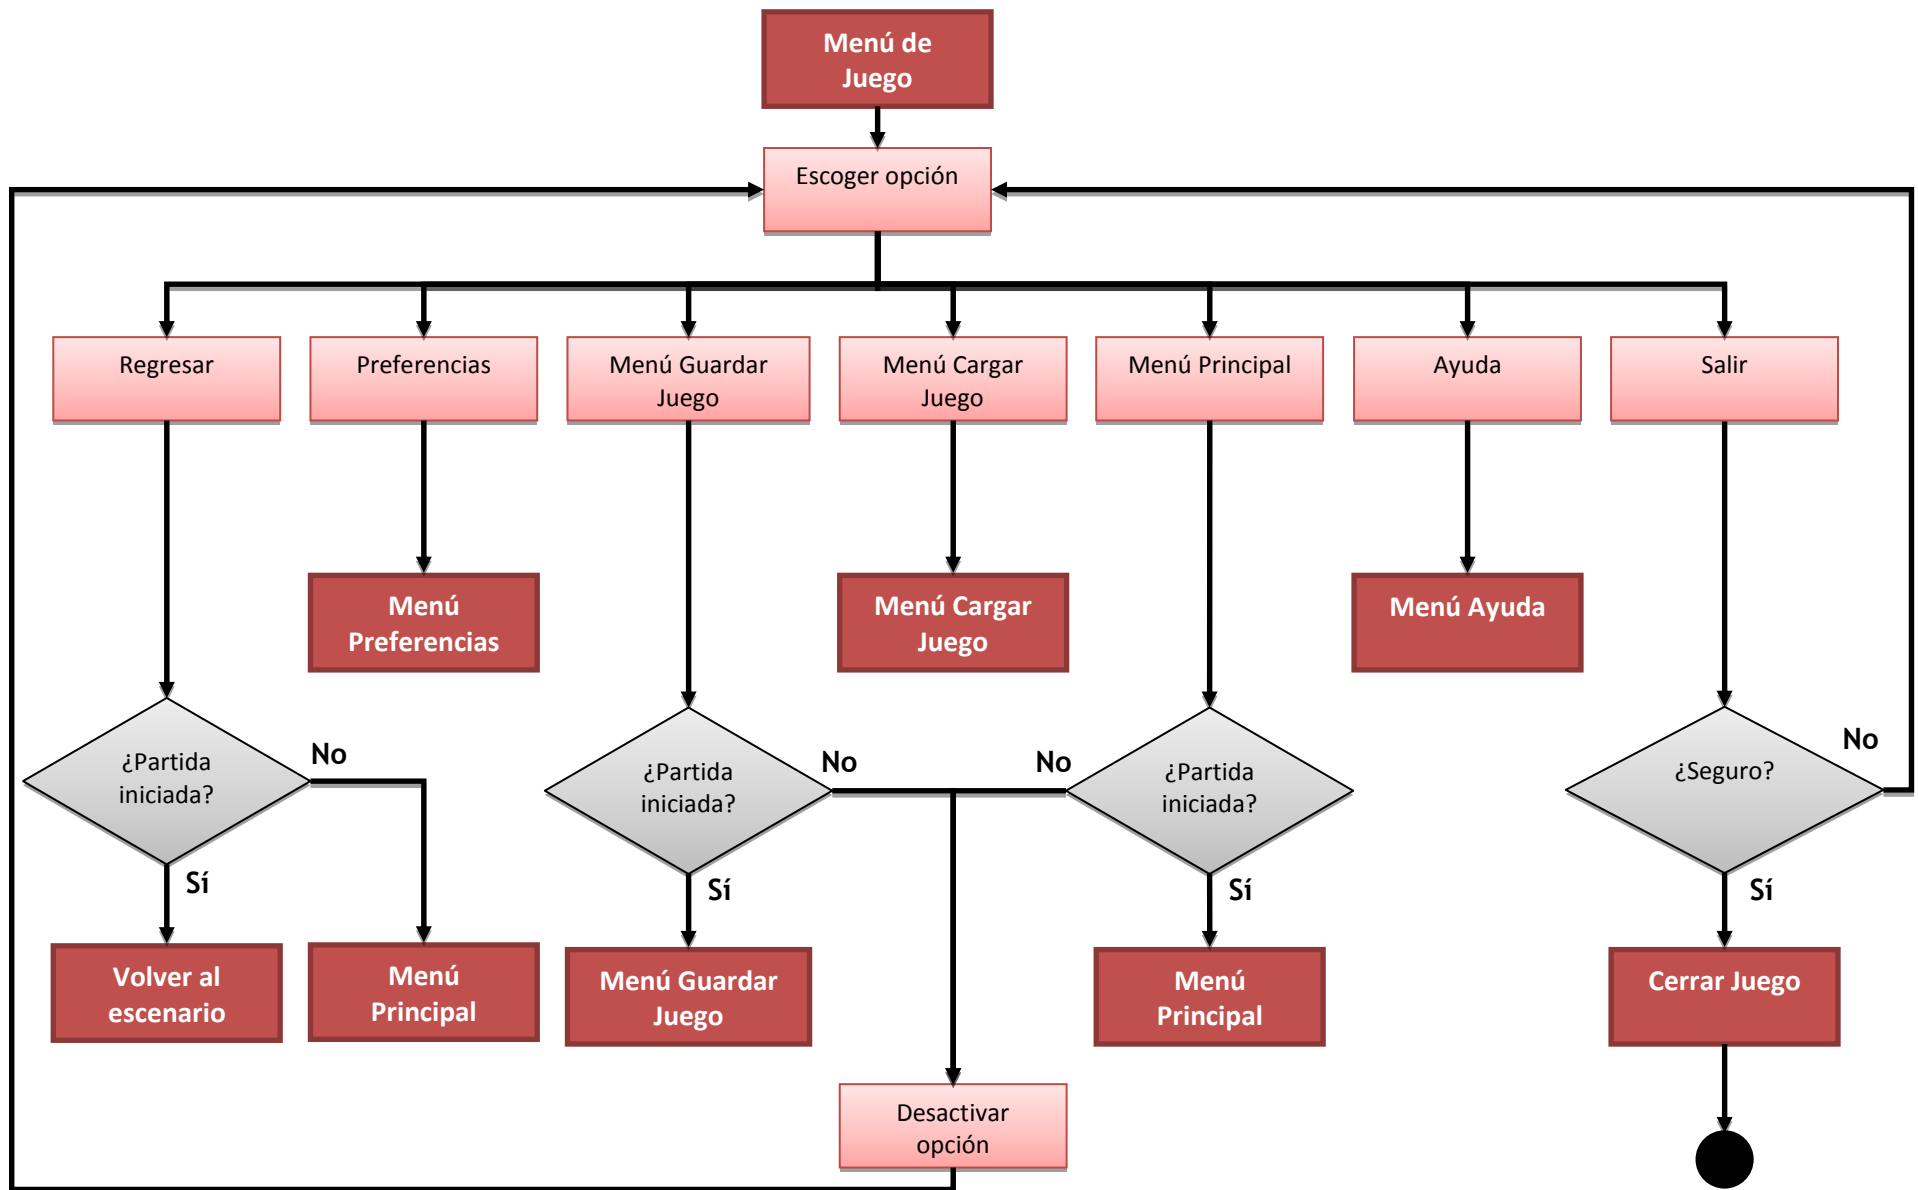 Menú de
Juego
Escoger opción
Regresar
Preferencias
Menú Guardar
Juego
Menú Cargar
Juego
Menú Principal
Ayuda
Salir
Menú
Preferencias
Menú Cargar
Juego
Menú Ayuda
¿Partida
iniciada?
No
¿Partida
iniciada?
No
No
¿Partida
iniciada?
¿Seguro?
No
Sí
Sí
Sí
Sí
Volver al
escenario
Menú
Principal
Menú Guardar
Juego
Menú
Principal
Cerrar Juego
Desactivar
opción